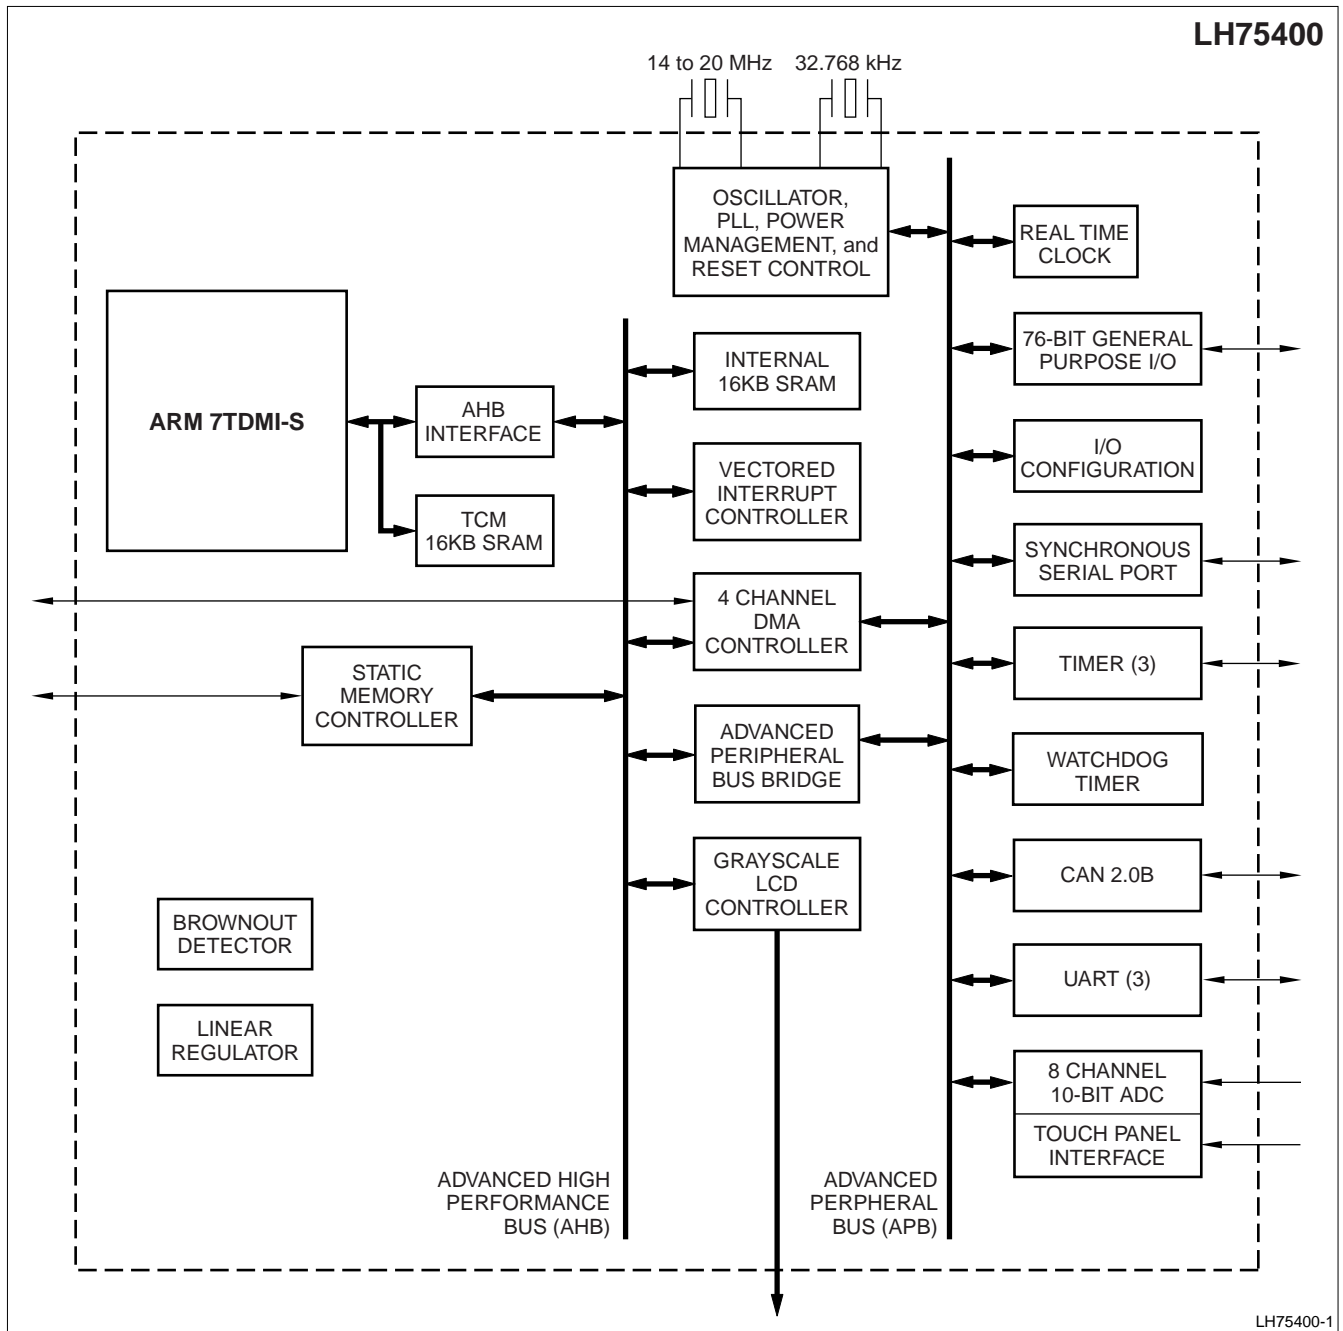 LH75400
14 to 20 MHz
32.768 kHz
OSCILLATOR,
PLL, POWER
MANAGEMENT, and
RESET CONTROL
REAL TIME
CLOCK
ARM 7TDMI-S
AHB
INTERFACE
TCM
16KB SRAM
INTERNAL
16KB SRAM
VECTORED
INTERRUPT
CONTROLLER
4 CHANNEL
DMA
CONTROLLER
STATIC
MEMORY
CONTROLLER
ADVANCED
PERIPHERAL
BUS BRIDGE
GRAYSCALE
LCD
CONTROLLER
76-BIT GENERAL
PURPOSE I/O
I/O
CONFIGURATION
SYNCHRONOUS
SERIAL PORT
TIMER (3)
WATCHDOG
TIMER
CAN 2.0B
UART (3)
8 CHANNEL
10-BIT ADC
TOUCH PANEL
INTERFACE
BROWNOUT
DETECTOR
LINEAR
REGULATOR
ADVANCED HIGH
PERFORMANCE
BUS (AHB)
ADVANCED
PERPHERAL
BUS (APB)
LH75400-1